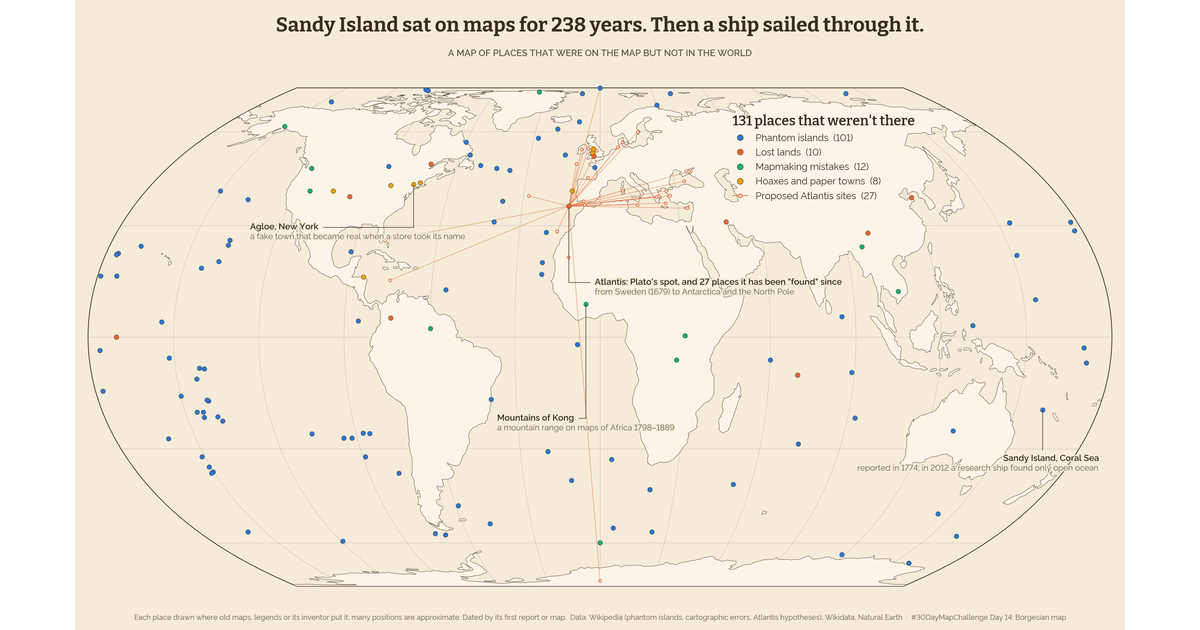 Sandy Island sat on maps for 238 years. Then a ship sailed through it.
A MAP OF PLACES THAT WERE ON THE MAP BUT NOT IN THE WORLD
131 places that weren't there
Phantom islands (101)
Lost lands (10)
Mapmaking mistakes (12)
Hoaxes and paper towns (8)
Proposed Atlantis sites (27)
Agloe, New York
a fake town that became real when a store took its name
Atlantis: Plato's spot, and 27 places it has been "found" since
from Sweden (1679) to Antarctica and the North Pole
Mountains of Kong
a mountain range on maps of Africa 1798–1889
Sandy Island, Coral Sea
reported in 1774; in 2012 a research ship found only open ocean
Each place drawn where old maps, legends or its inventor put it; many positions are approximate. Dated by its first report or map. Data: Wikipedia (phantom islands, cartographic errors, Atlantis hypotheses), Wikidata, Natural Earth · #30DayMapChallenge Day 14: Borgesian map